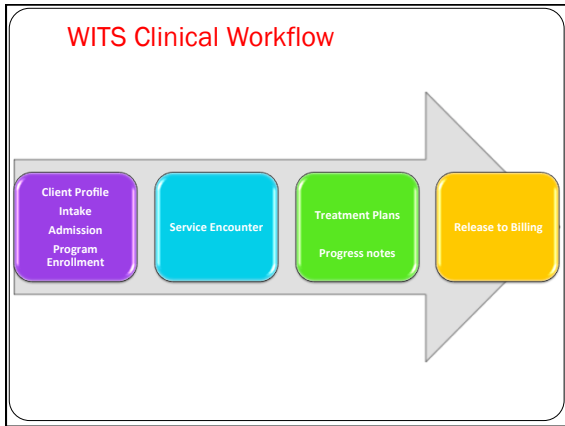 WITS Clinical Workflow
Client Profile
Intake
Admission
Program
Enrollment
Service Encounter
Treatment Plans
Progress notes
Release to Billing